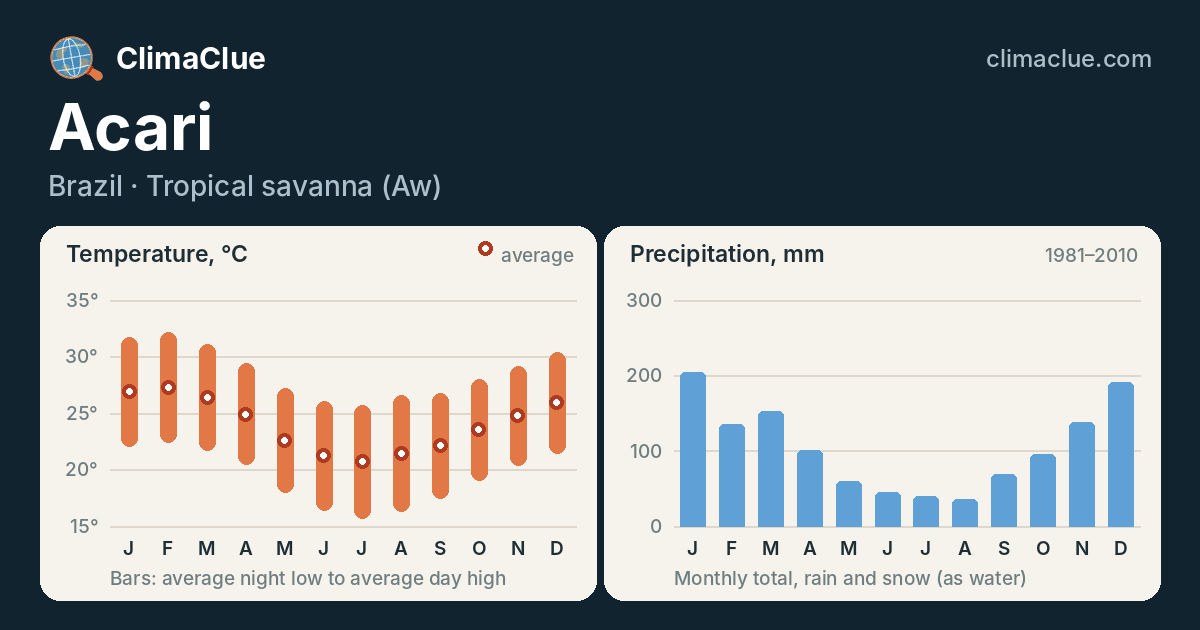 ClimaClue
climaclue.com
Acari
Brazil · Tropical savanna (Aw)
Temperature, °C
average
35°
30°
25°
20°
15°
J F M A M J J A S O N D
Bars: average night low to average day high
Precipitation, mm
1981–2010
300
200
100
0
J F M A M J J A S O N D
Monthly total, rain and snow (as water)